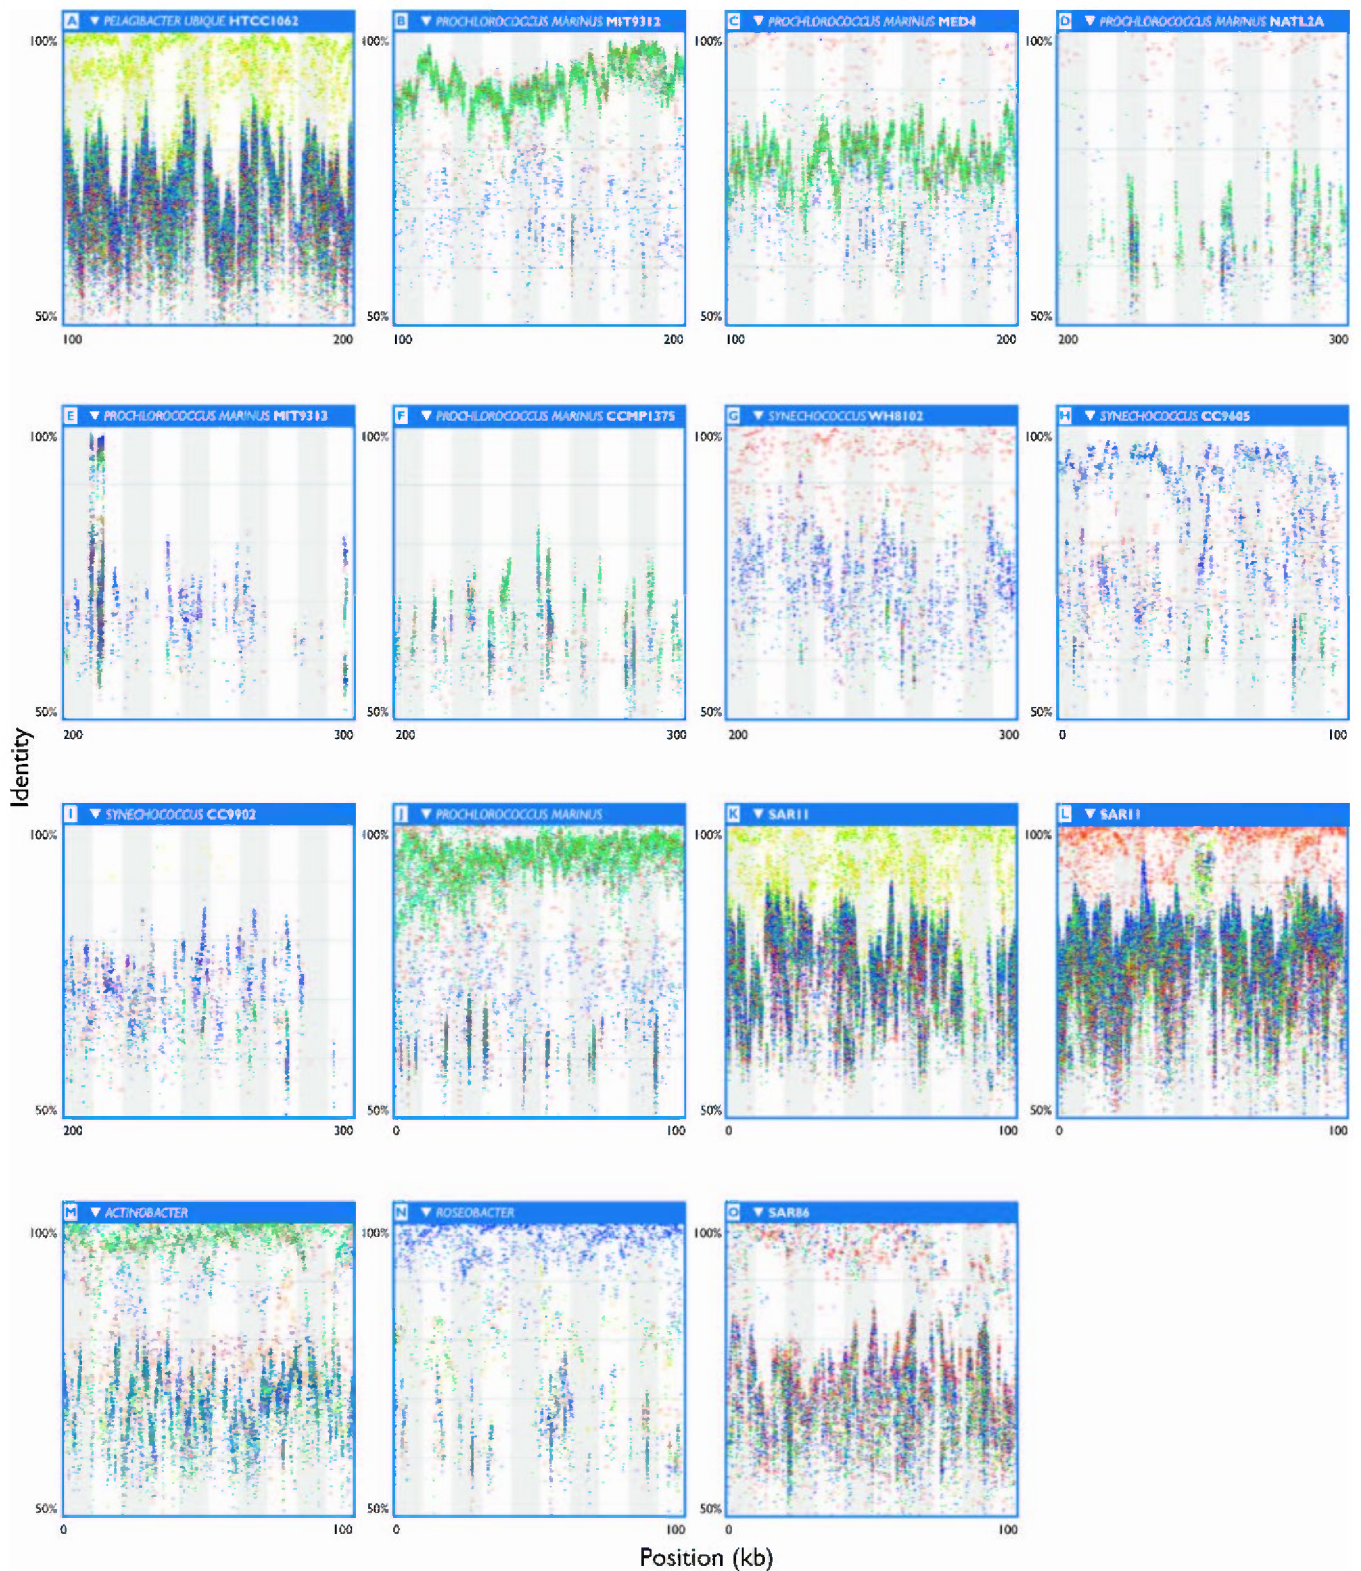 A ▼ PELAGIBACTER UBIQUE HTCC1062
B ▼ PROCHLOROCOCCUS MARINUS MIT9312
C ▼ PROCHLOROCOCCUS MARINUS MED4
D ▼ PROCHLOROCOCCUS MARINUS NATL2A
100% 100% 100% 100%
50% 50% 50% 50%
100 200 100 200 100 200 200 300
E ▼ PROCHLOROCOCCUS MARINUS MIT9313
F ▼ PROCHLOROCOCCUS MARINUS CCMP1375
G ▼ SYNECHOCOCCUS WH8102
H ▼ SYNECHOCOCCUS CC9605
100% 100% 100% 100%
50% 50% 50% 50%
200 300 200 300 200 300 0 100
Identity
I ▼ SYNECHOCOCCUS CC9902
J ▼ PROCHLOROCOCCUS MARINUS
K ▼ SAR11
L ▼ SAR11
100% 100% 100% 100%
50% 50% 50% 50%
200 300 0 100 0 100 0 100
M ▼ ACTINOBACTER
N ▼ ROSEOBACTER
O ▼ SAR86
100% 100% 100%
50% 50% 50%
0 100 0 100 0 100
Position (kb)